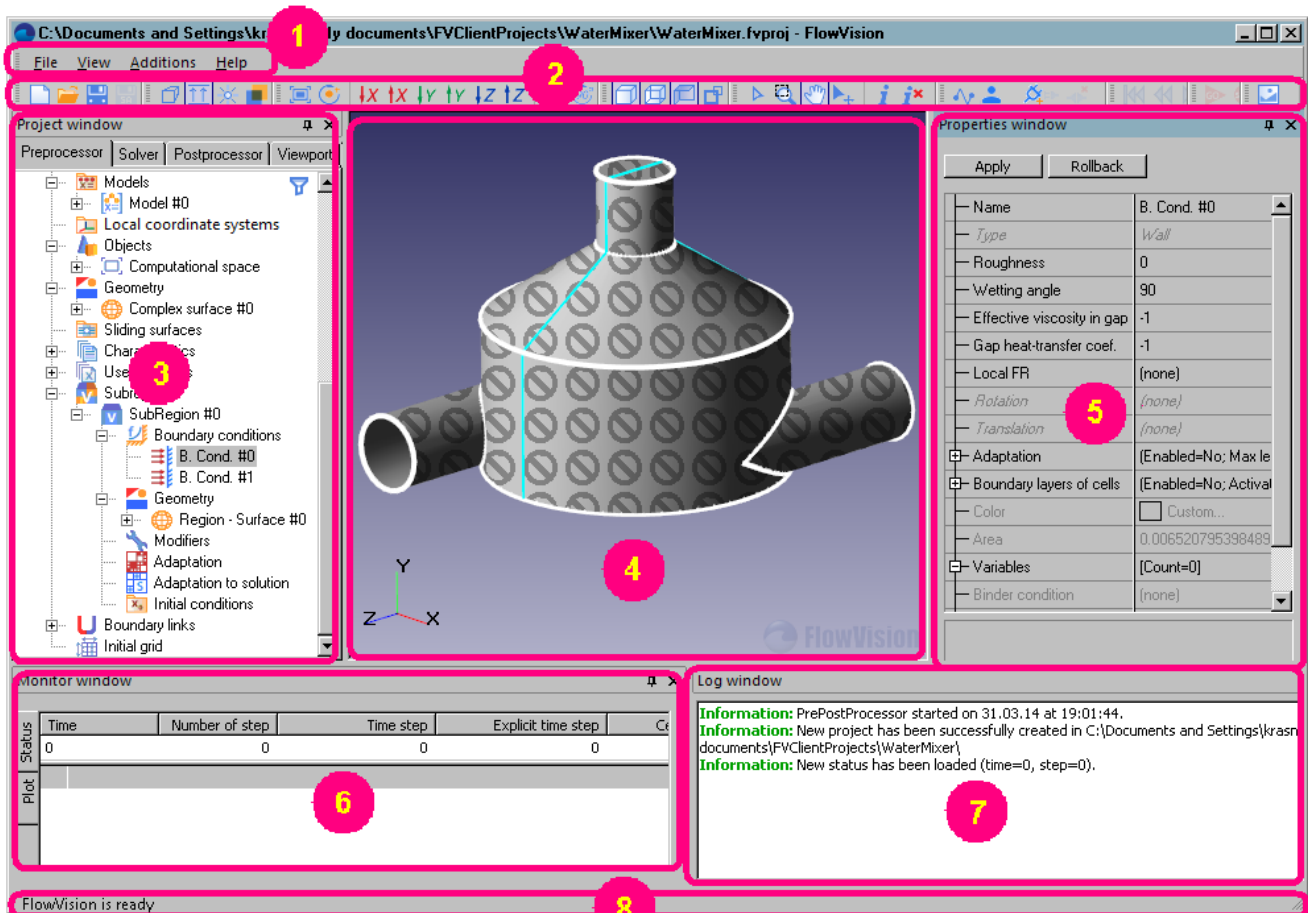 C:\Documents and Settings\kra ly documents\FVClientProjects\WaterMixer\WaterMixer.fvproj - FlowVision
1
File View Additions Help
2
X X Y Y Z Z
Project window
Preprocessor Solver Postprocessor Viewport
Models
Model #0
Local coordinate systems
Objects
Computational space
Geometry
Complex surface #0
Sliding surfaces
3
SubRegion #0
Boundary conditions
B. Cond. #0
B. Cond. #1
Geometry
Region - Surface #0
Modifiers
Adaptation
Adaptation to solution
Initial conditions
Boundary links
Initial grid
Y
Z X
4
FlowVision
Properties window
Apply Rollback
Name B. Cond. #0
Type Wall
Roughness 0
Wetting angle 90
Effective viscosity in gap -1
Gap heat-transfer coef. -1
Local FR (none)
Rotation (none)
Translation (none)
5
Adaptation (Enabled=No; Max le
Boundary layers of cells (Enabled=No; Activat
Color Custom...
Area 0.006520795398489
Variables [Count=0]
Binder condition (none)
Monitor window
Status
Plot
Time Number of step Time step Explicit time step Ce
0 0 0 0
6
Log window
Information: PrePostProcessor started on 31.03.14 at 19:01:44.
Information: New project has been successfully created in C:\Documents and Settings\krasn
documents\FVClientProjects\WaterMixer\
Information: New status has been loaded (time=0, step=0).
7
FlowVision is ready
8